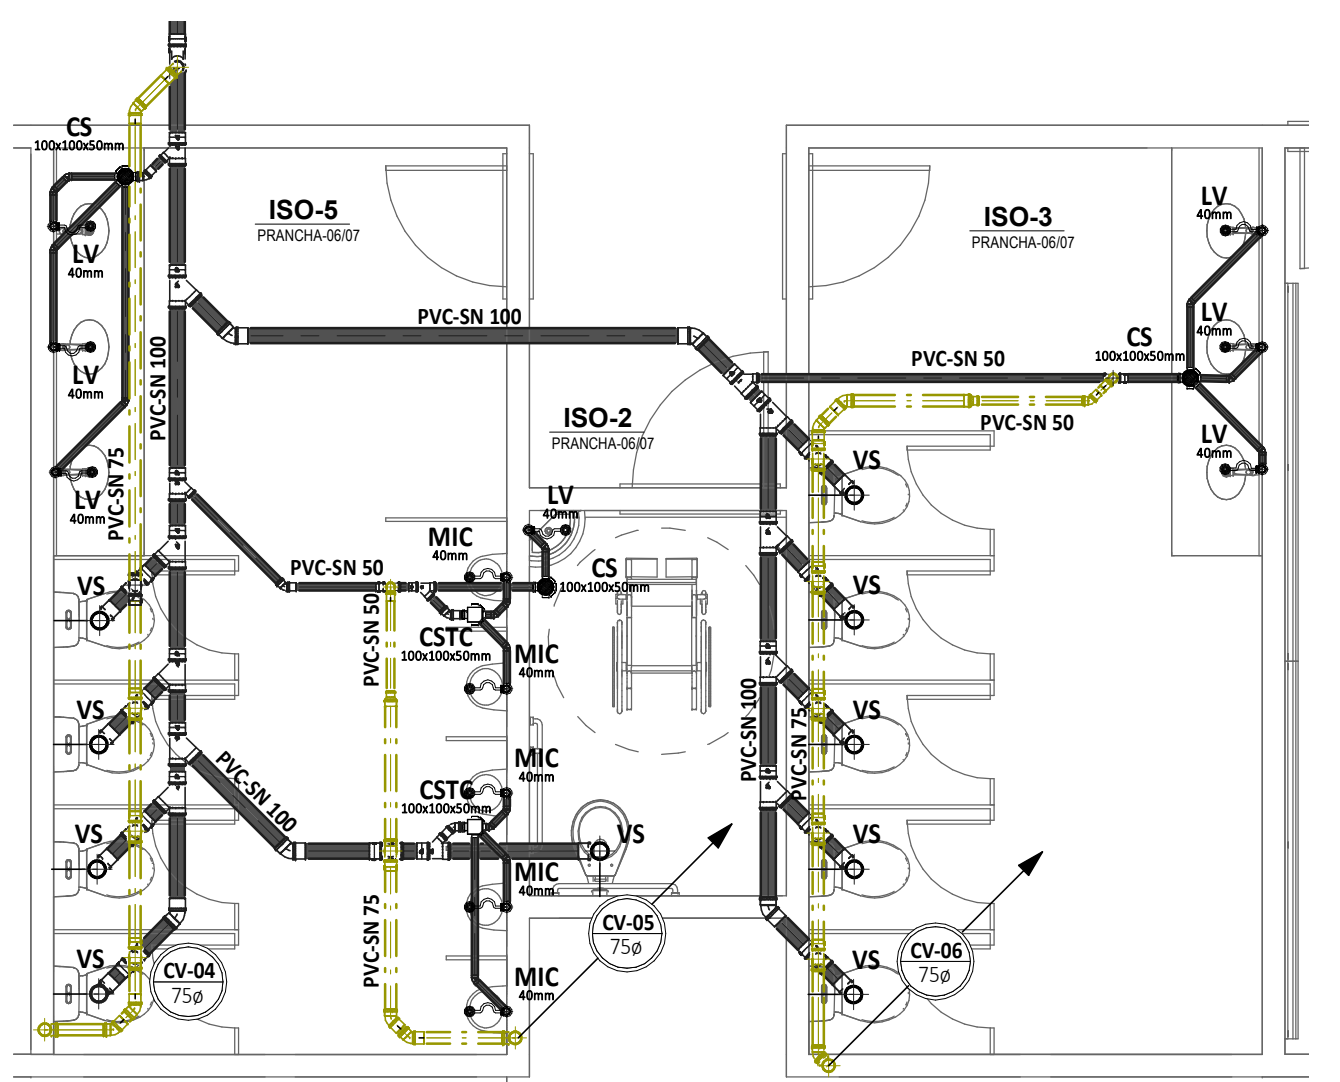 CS
100x100x50mm
ISO-5
PRANCHA-06/07
ISO-3
PRANCHA-06/07
LV
40mm
LV
40mm
PVC-SN 100
LV
40mm
CS
100x100x50mm
PVC-SN 50
PVC-SN 100
LV
40mm
ISO-2
PRANCHA-06/07
PVC-SN 50
LV
40mm
PVC-SN 75
LV
40mm
VS
LV
40mm
MIC
40mm
PVC-SN 50
CS
100x100x50mm
VS
VS
PVC-SN 50
CSTC
100x100x50mm
MIC
40mm
VS
VS
PVC-SN 100
PVC-SN 75
PVC-SN 100
MIC
40mm
CSTC
100x100x50mm
VS
VS
VS
MIC
40mm
PVC-SN 75
CV-05
75ø
CV-06
75ø
VS
CV-04
75ø
VS
MIC
40mm